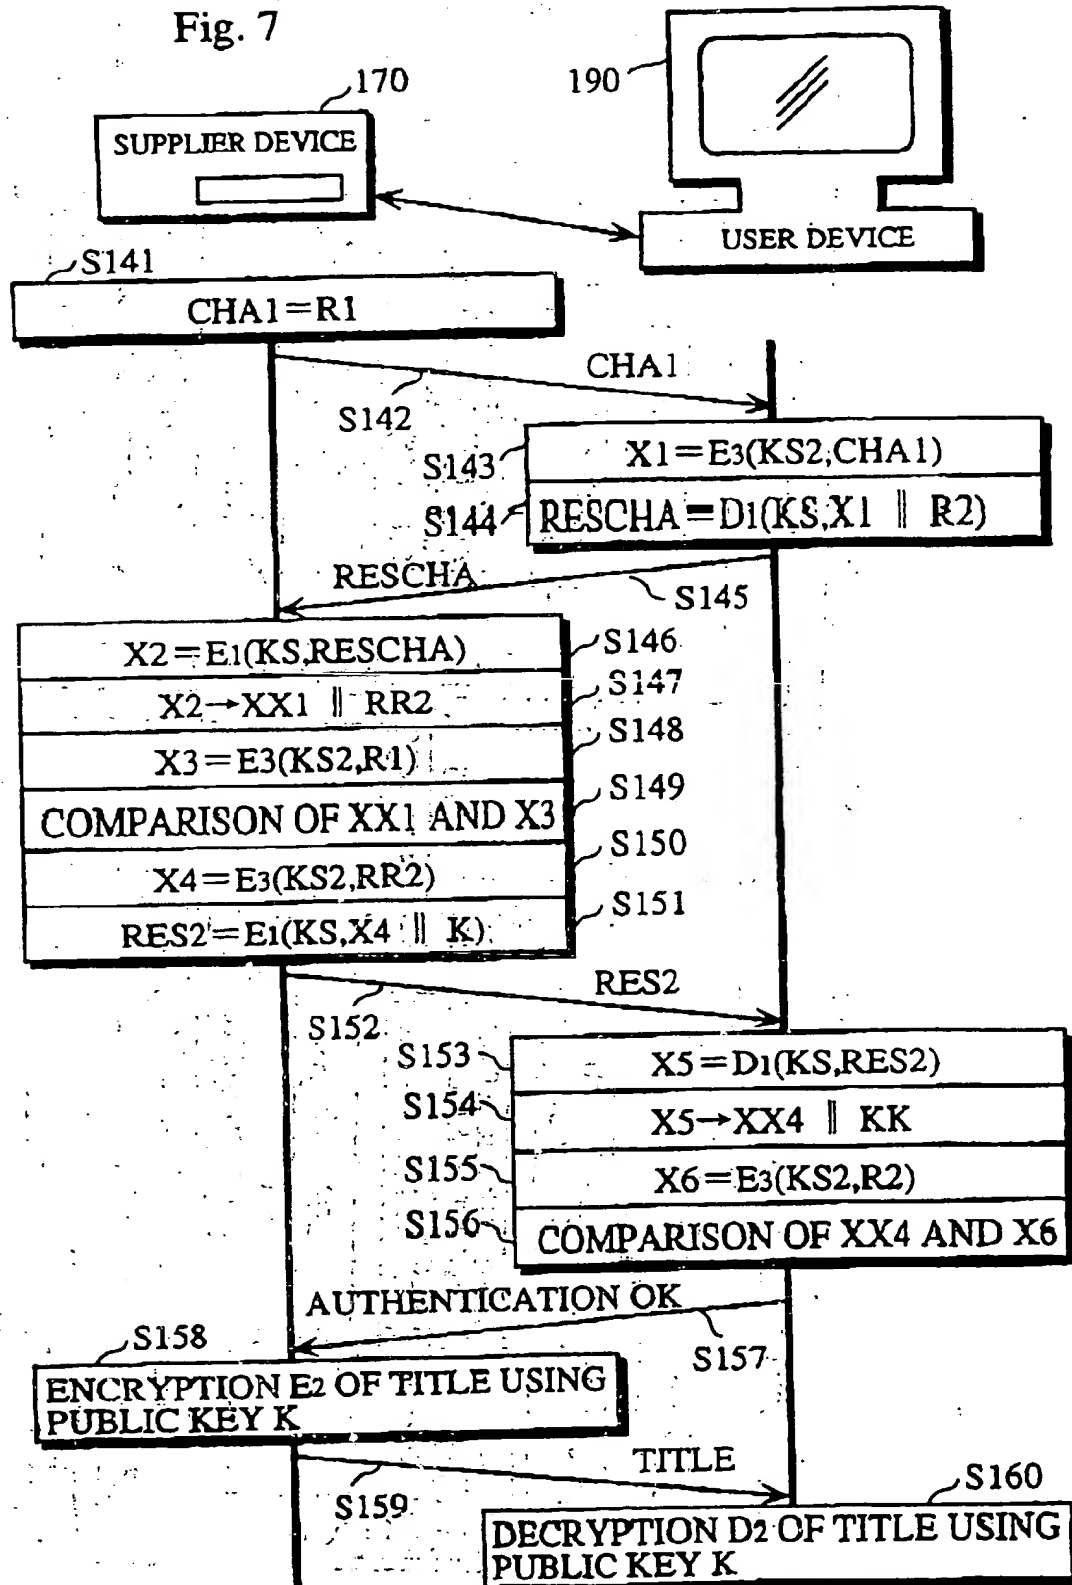 Fig. 7
170
190
SUPPLIER DEVICE
USER DEVICE
S141
CHA1=R1
CHA1
S142
S143
X1=E3(KS2,CHA1)
S144
RESCHA=D1(KS,X1 || R2)
RESCHA
S145
X2=E1(KS,RESCHA)
S146
X2→XX1 || RR2
S147
X3=E3(KS2,R1)
S148
COMPARISON OF XX1 AND X3
S149
X4=E3(KS2,RR2)
S150
RES2=E1(KS,X4 || K)
S151
RES2
S152
S153
X5=D1(KS,RES2)
S154
X5→XX4 || KK
S155
X6=E3(KS2,R2)
S156
COMPARISON OF XX4 AND X6
AUTHENTICATION OK
S157
S158
ENCRYPTION E2 OF TITLE USING
PUBLIC KEY K
TITLE
S159
S160
DECRYPTION D2 OF TITLE USING
PUBLIC KEY K